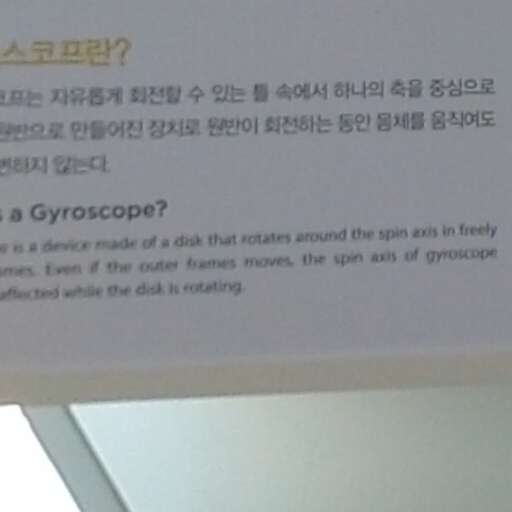 스코프란?
코프는 자유롭게 회전할 수 있는 틀 속에서 하나의 축을 중심으로
원반으로 만들어진 장치로 원반이 회전하는 동안 몸체를 움직여도
변하지 않는다.
s a Gyroscope?
e is a device made of a disk that rotates around the spin axis in freely
ames. Even if the outer frames moves, the spin axis of gyroscope
affected while the disk is rotating.